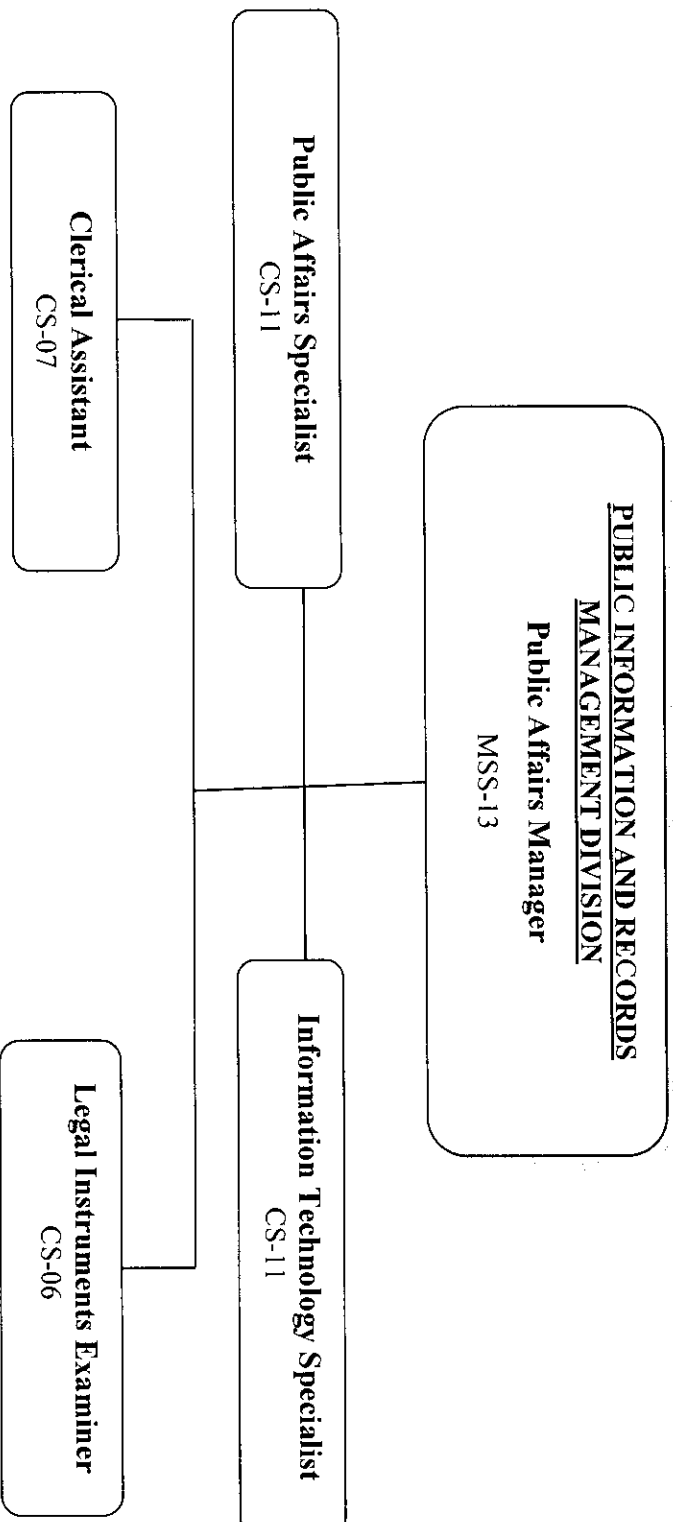 PUBLIC INFORMATION AND RECORDS
MANAGEMENT DIVISION
Public Affairs Manager
MSS-13
Public Affairs Specialist
CS-11
Information Technology Specialist
CS-11
Clerical Assistant
CS-07
Legal Instruments Examiner
CS-06